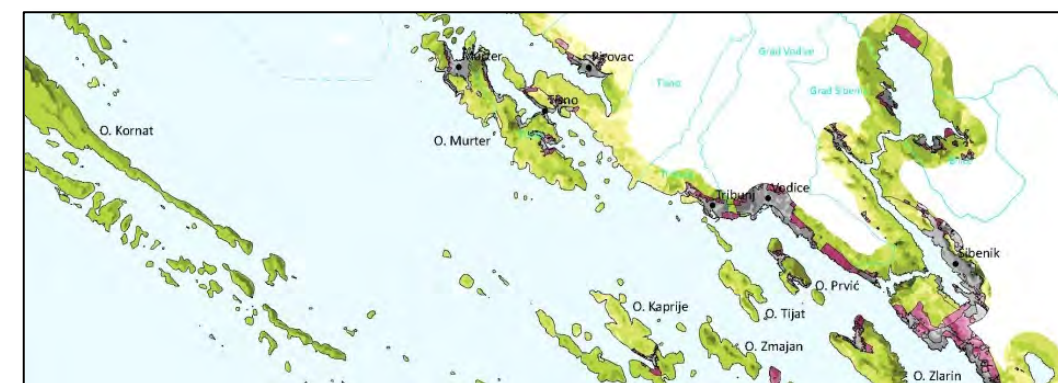 Murter
Pirovac
Grad Vodice
Tisno
Grad Šibenik
Tisno
O. Kornat
O. Murter
Tribunj
Vodice
Šibenik
O. Prvić
O. Kaprije
O. Tijat
O. Zmajan
O. Zlarin